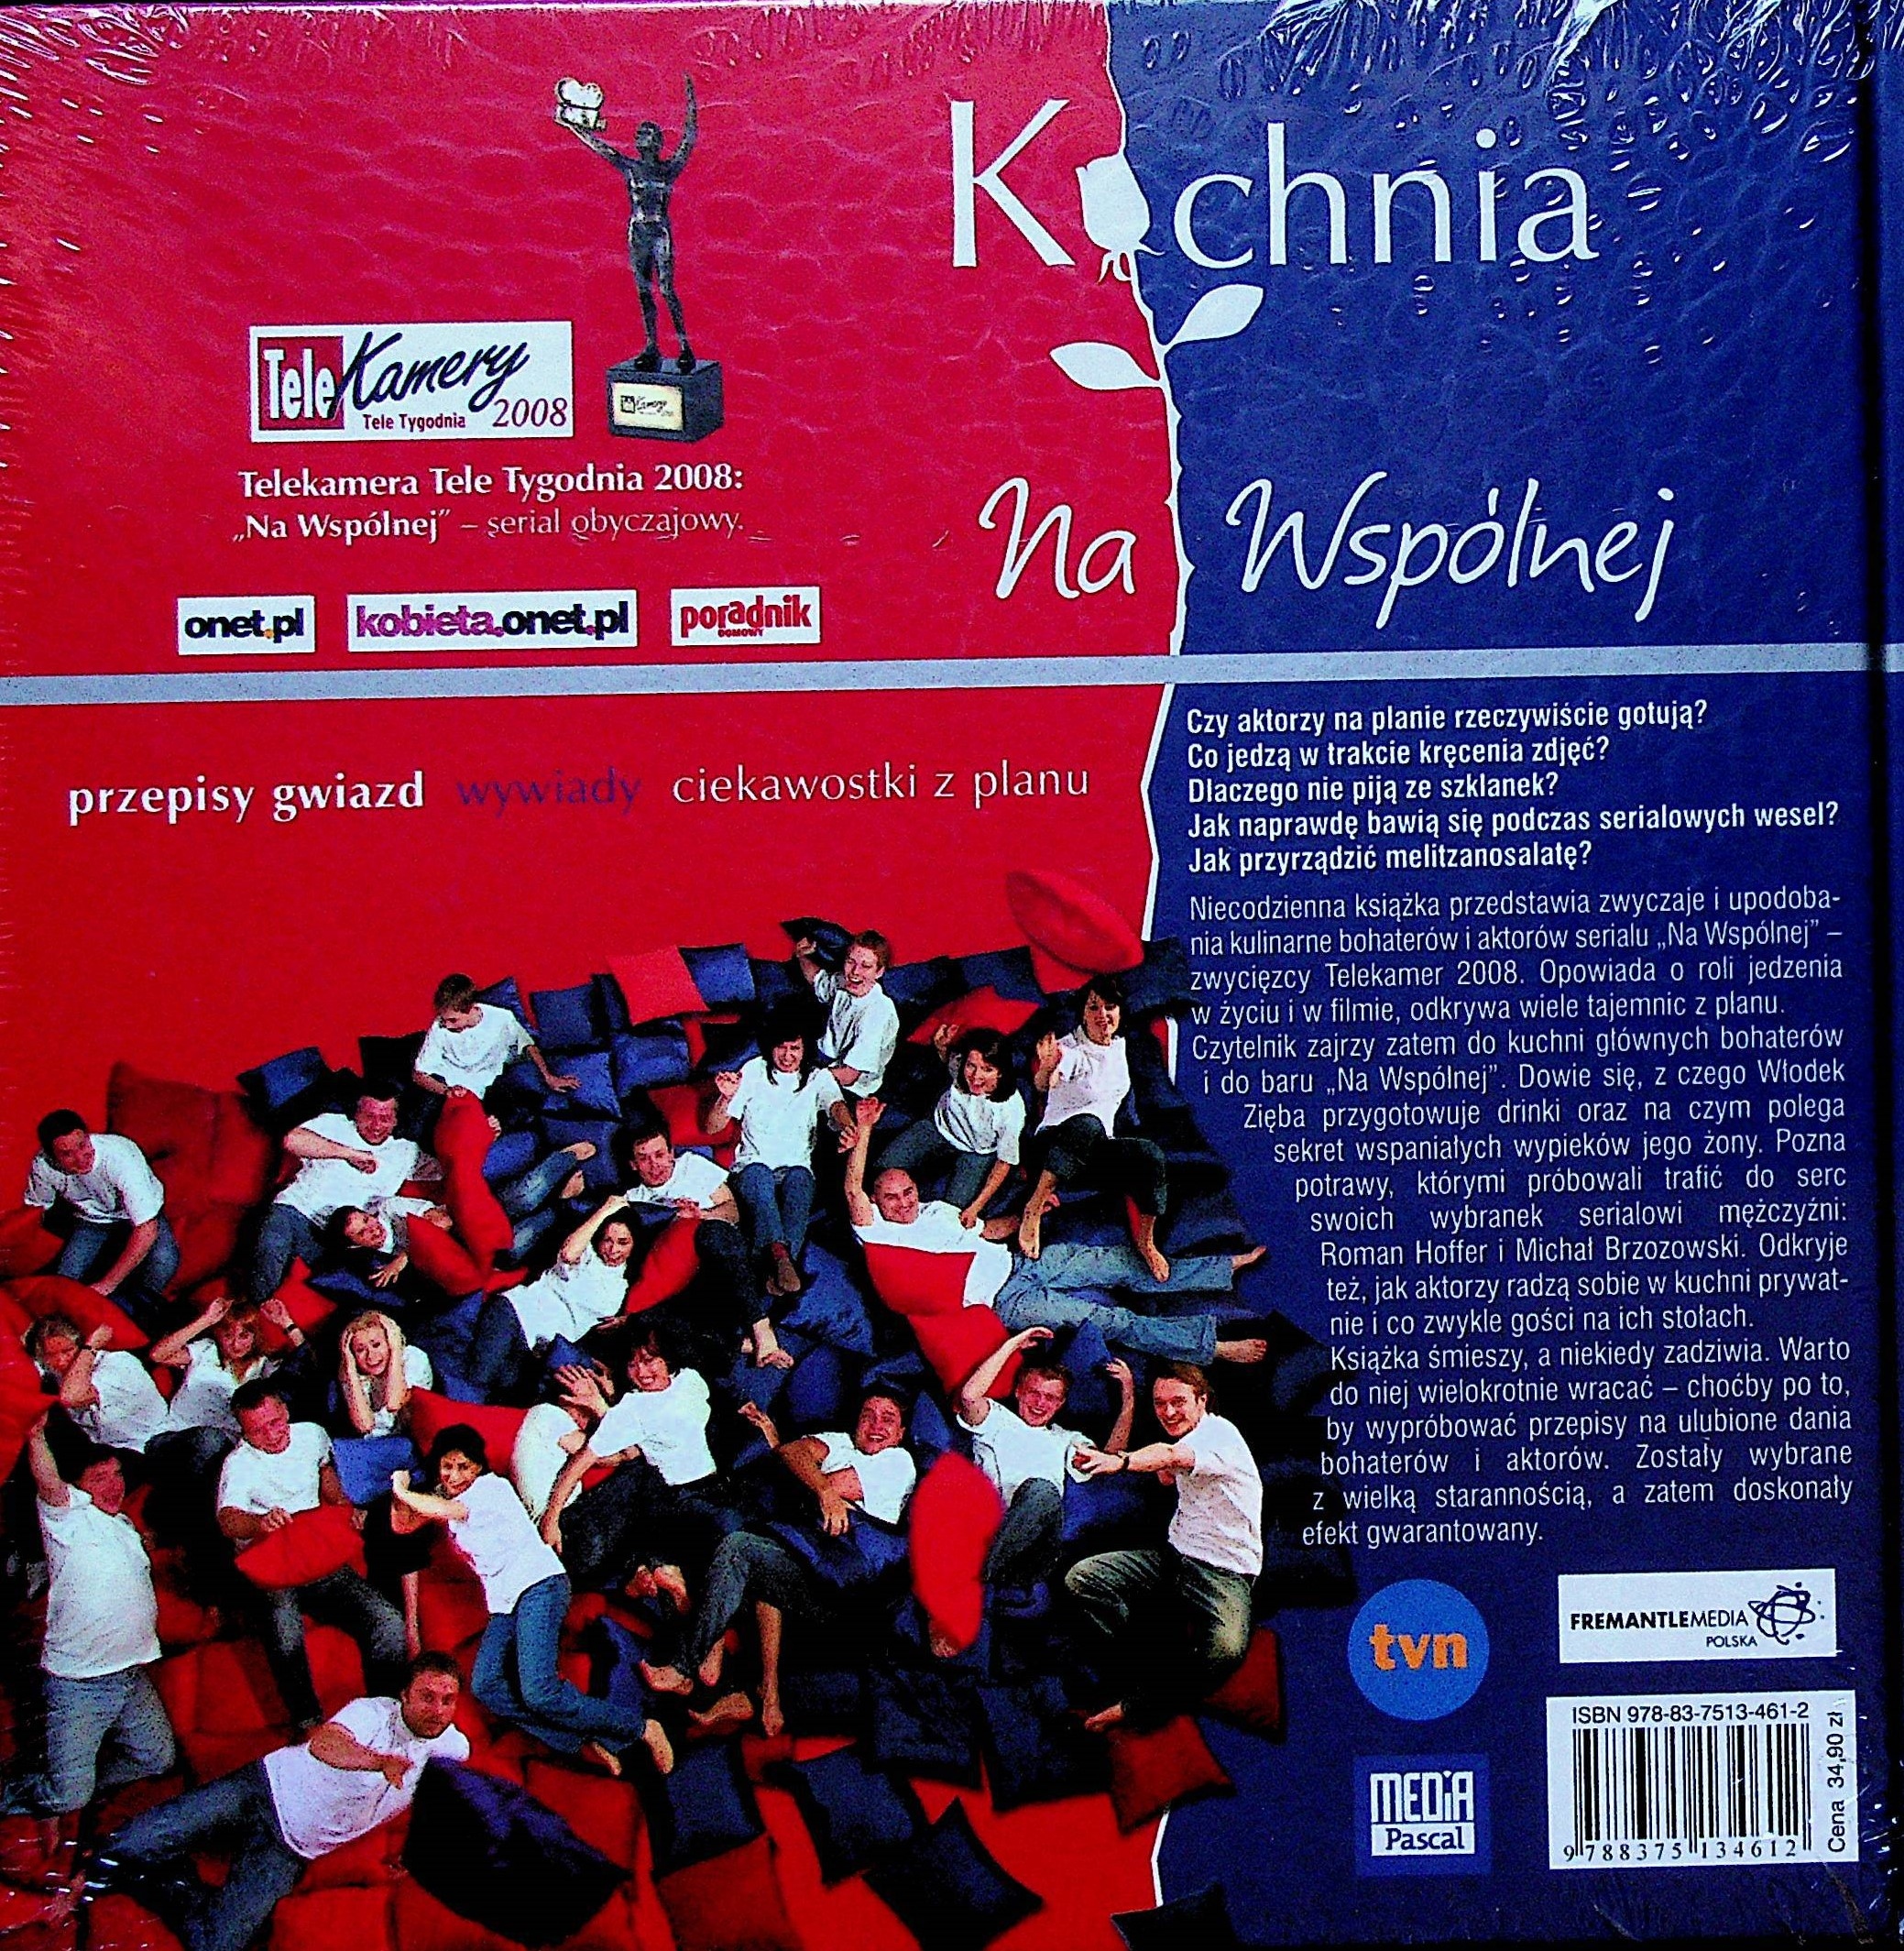 Kuchnia
Na Wspólnej
TeleKamery
Tele Tygodnia 2008
Telekamera Tele Tygodnia 2008:
„Na Wspólnej” – serial obyczajowy.
onet.pl
kobieta.onet.pl
poradnik
DOMOWY
przepisy gwiazd wywiady ciekawostki z planu
Czy aktorzy na planie rzeczywiście gotują?
Co jedzą w trakcie kręcenia zdjęć?
Dlaczego nie piją ze szklanek?
Jak naprawdę bawią się podczas serialowych wesel?
Jak przyrządzić melitzanosalatę?
Niecodzienna książka przedstawia zwyczaje i upodoba-
nia kulinarne bohaterów i aktorów serialu „Na Wspólnej” –
zwycięzcy Telekamer 2008. Opowiada o roli jedzenia
w życiu i w filmie, odkrywa wiele tajemnic z planu.
Czytelnik zajrzy zatem do kuchni głównych bohaterów
i do baru „Na Wspólnej”. Dowie się, z czego Włodek
Zięba przygotowuje drinki oraz na czym polega
sekret wspaniałych wypieków jego żony. Pozna
potrawy, którymi próbowali trafić do serc
swoich wybranek serialowi mężczyźni:
Roman Hoffer i Michał Brzozowski. Odkryje
też, jak aktorzy radzą sobie w kuchni prywat-
nie i co zwykle gości na ich stołach.
Książka śmieszy, a niekiedy zadziwia. Warto
do niej wielokrotnie wracać – choćby po to,
by wypróbować przepisy na ulubione dania
bohaterów i aktorów. Zostały wybrane
z wielką starannością, a zatem doskonały
efekt gwarantowany.
tvn
FREMANTLEMEDIA
POLSKA
MEDIA
Pascal
ISBN 978-83-7513-461-2
9 788375 134612
Cena 34,90 zł